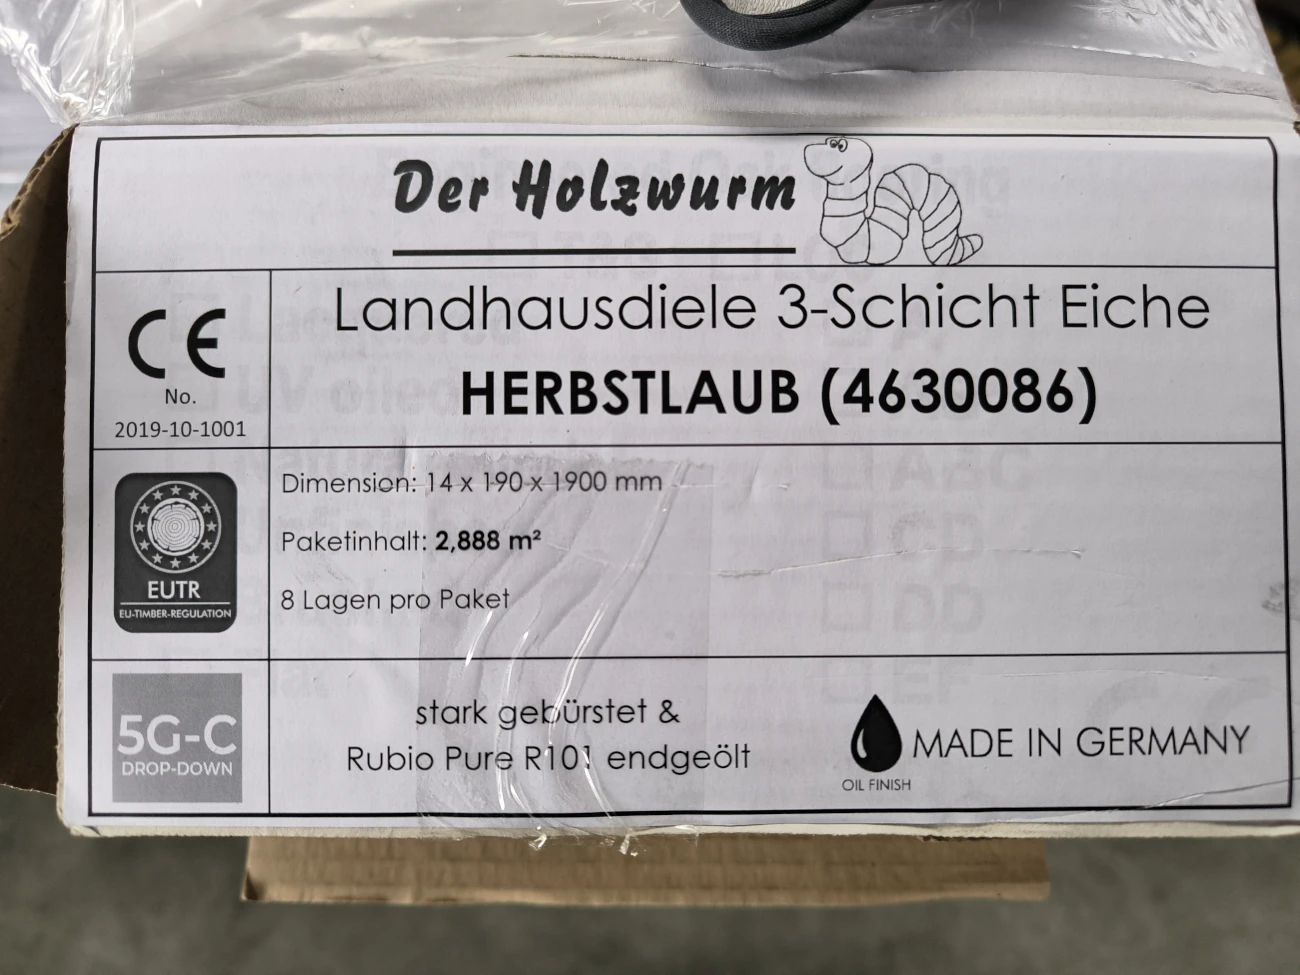 Der Holzwurm
Landhausdiele 3-Schicht Eiche
HERBSTLAUB (4630086)
CE
No.
2019-10-1001
Dimension: 14 x 190 x 1900 mm
Paketinhalt: 2,888 m²
8 Lagen pro Paket
EUTR
EU-TIMBER-REGULATION
5G-C
DROP-DOWN
stark gebürstet &
Rubio Pure R101 endgeölt
OIL FINISH
MADE IN GERMANY